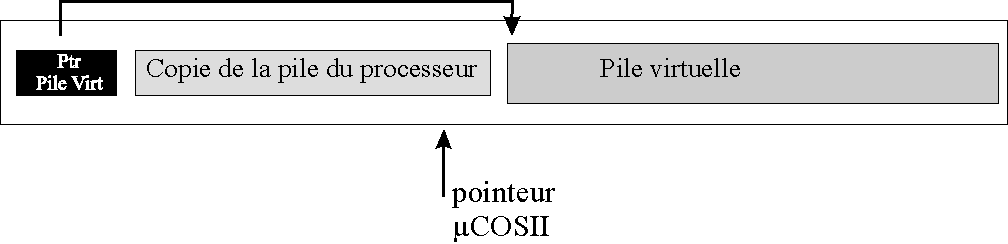 Ptr
Pile Virt
Copie de la pile du processeur
Pile virtuelle
pointeur
µCOSII